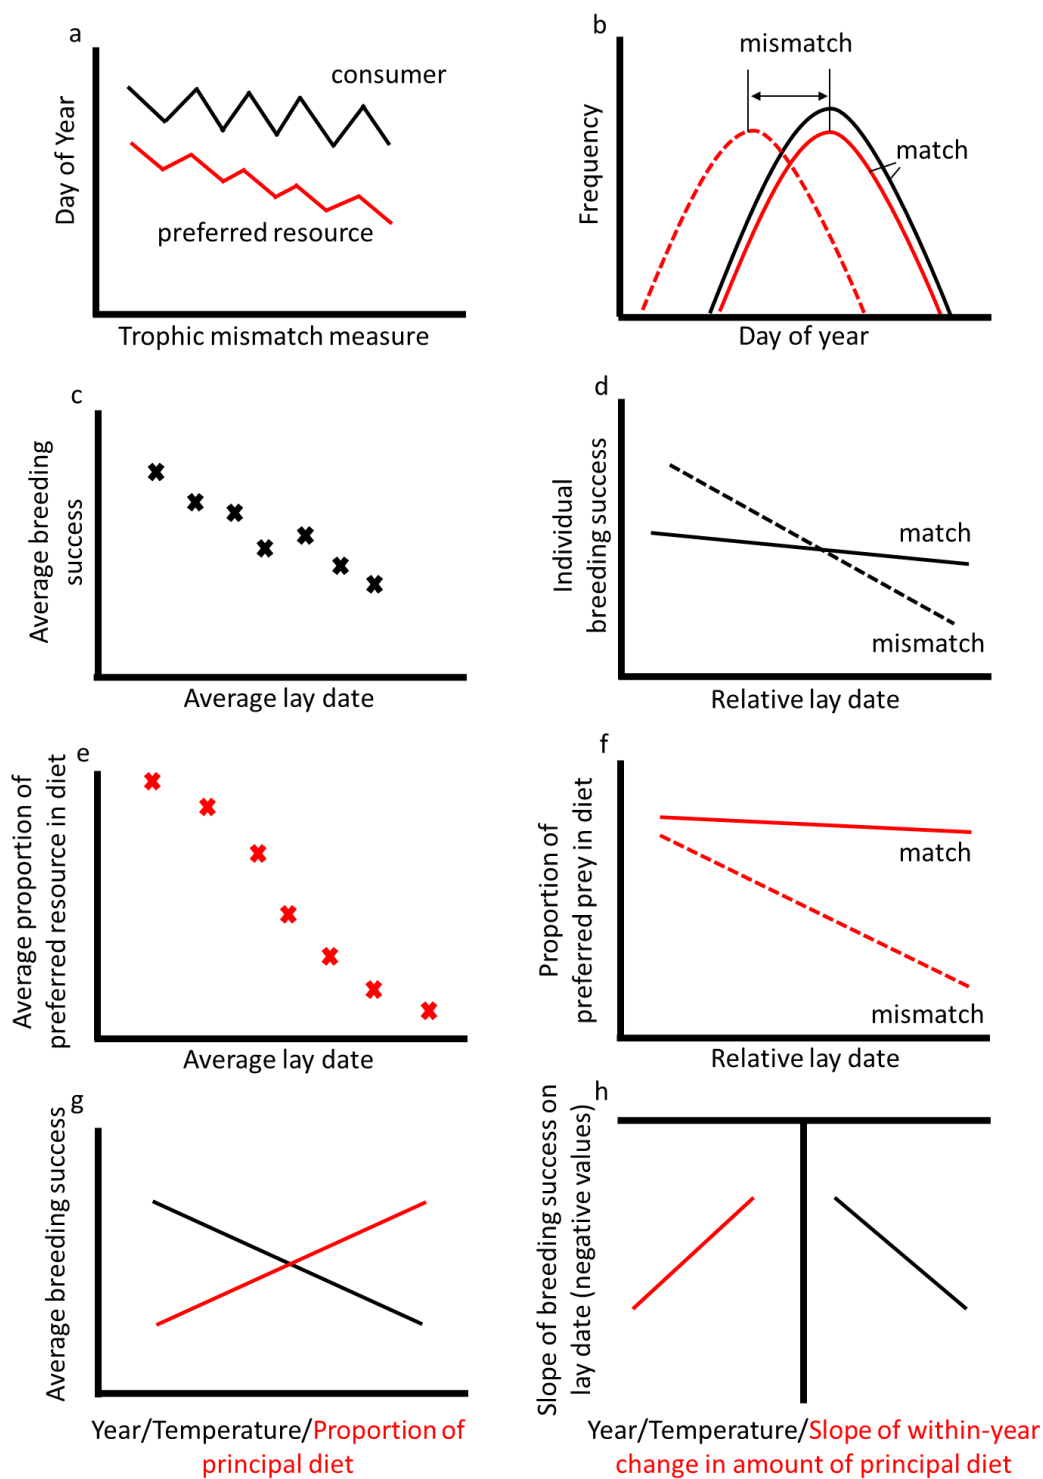 a
consumer
Day of Year
preferred resource
Trophic mismatch measure
b
mismatch
match
Frequency
Day of year
c
Average breeding
success
Average lay date
d
Individual
breeding success
match
mismatch
Relative lay date
e
Average proportion of
preferred resource in diet
Average lay date
f
Proportion of
preferred prey in diet
match
mismatch
Relative lay date
g
Average breeding success
Year/Temperature/Proportion of
principal diet
h
Slope of breeding success on
lay date (negative values)
Year/Temperature/Slope of within-year
change in amount of principal diet